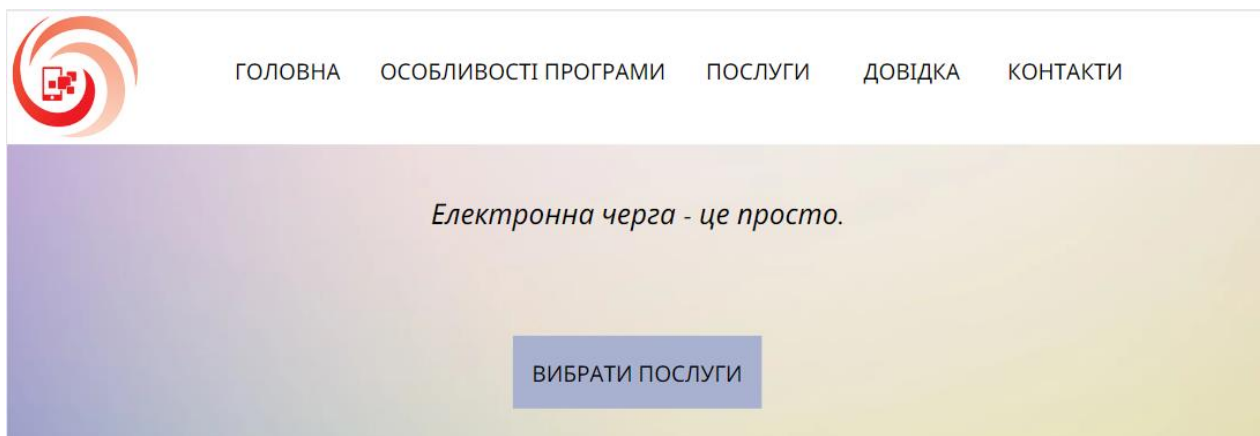 ГОЛОВНА ОСОБЛИВОСТІ ПРОГРАМИ ПОСЛУГИ ДОВІДКА КОНТАКТИ
Електронна черга - це просто.
ВИБРАТИ ПОСЛУГИ